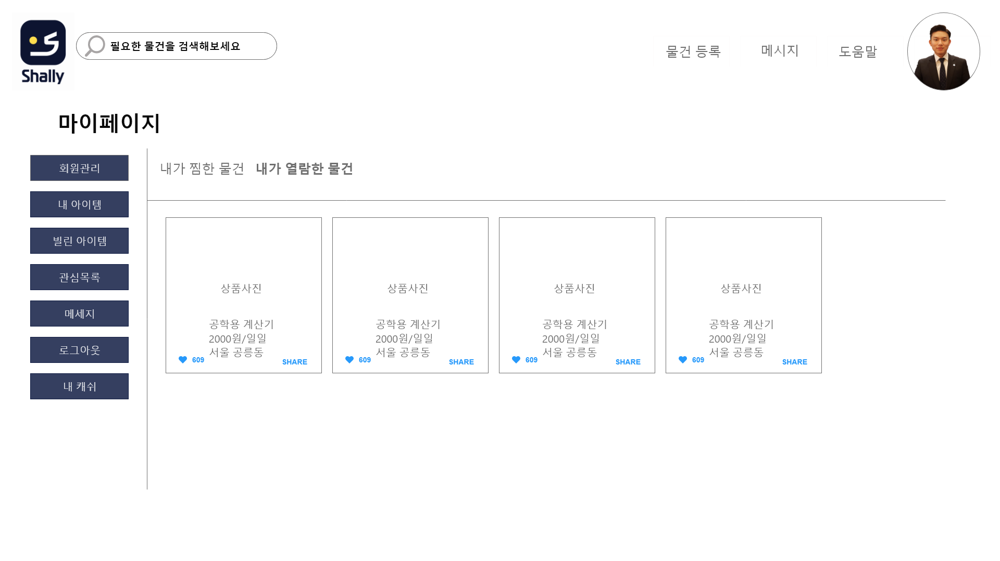 필요한 물건을 검색해보세요
물건 등록
메시지
도움말
Shally
마이페이지
회원관리
내 아이템
빌린 아이템
관심목록
메세지
로그아웃
내 캐쉬
내가 찜한 물건 내가 열람한 물건
상품사진
공학용 계산기
2000원/일일
서울 공릉동
609
SHARE
상품사진
공학용 계산기
2000원/일일
서울 공릉동
609
SHARE
상품사진
공학용 계산기
2000원/일일
서울 공릉동
609
SHARE
상품사진
공학용 계산기
2000원/일일
서울 공릉동
609
SHARE